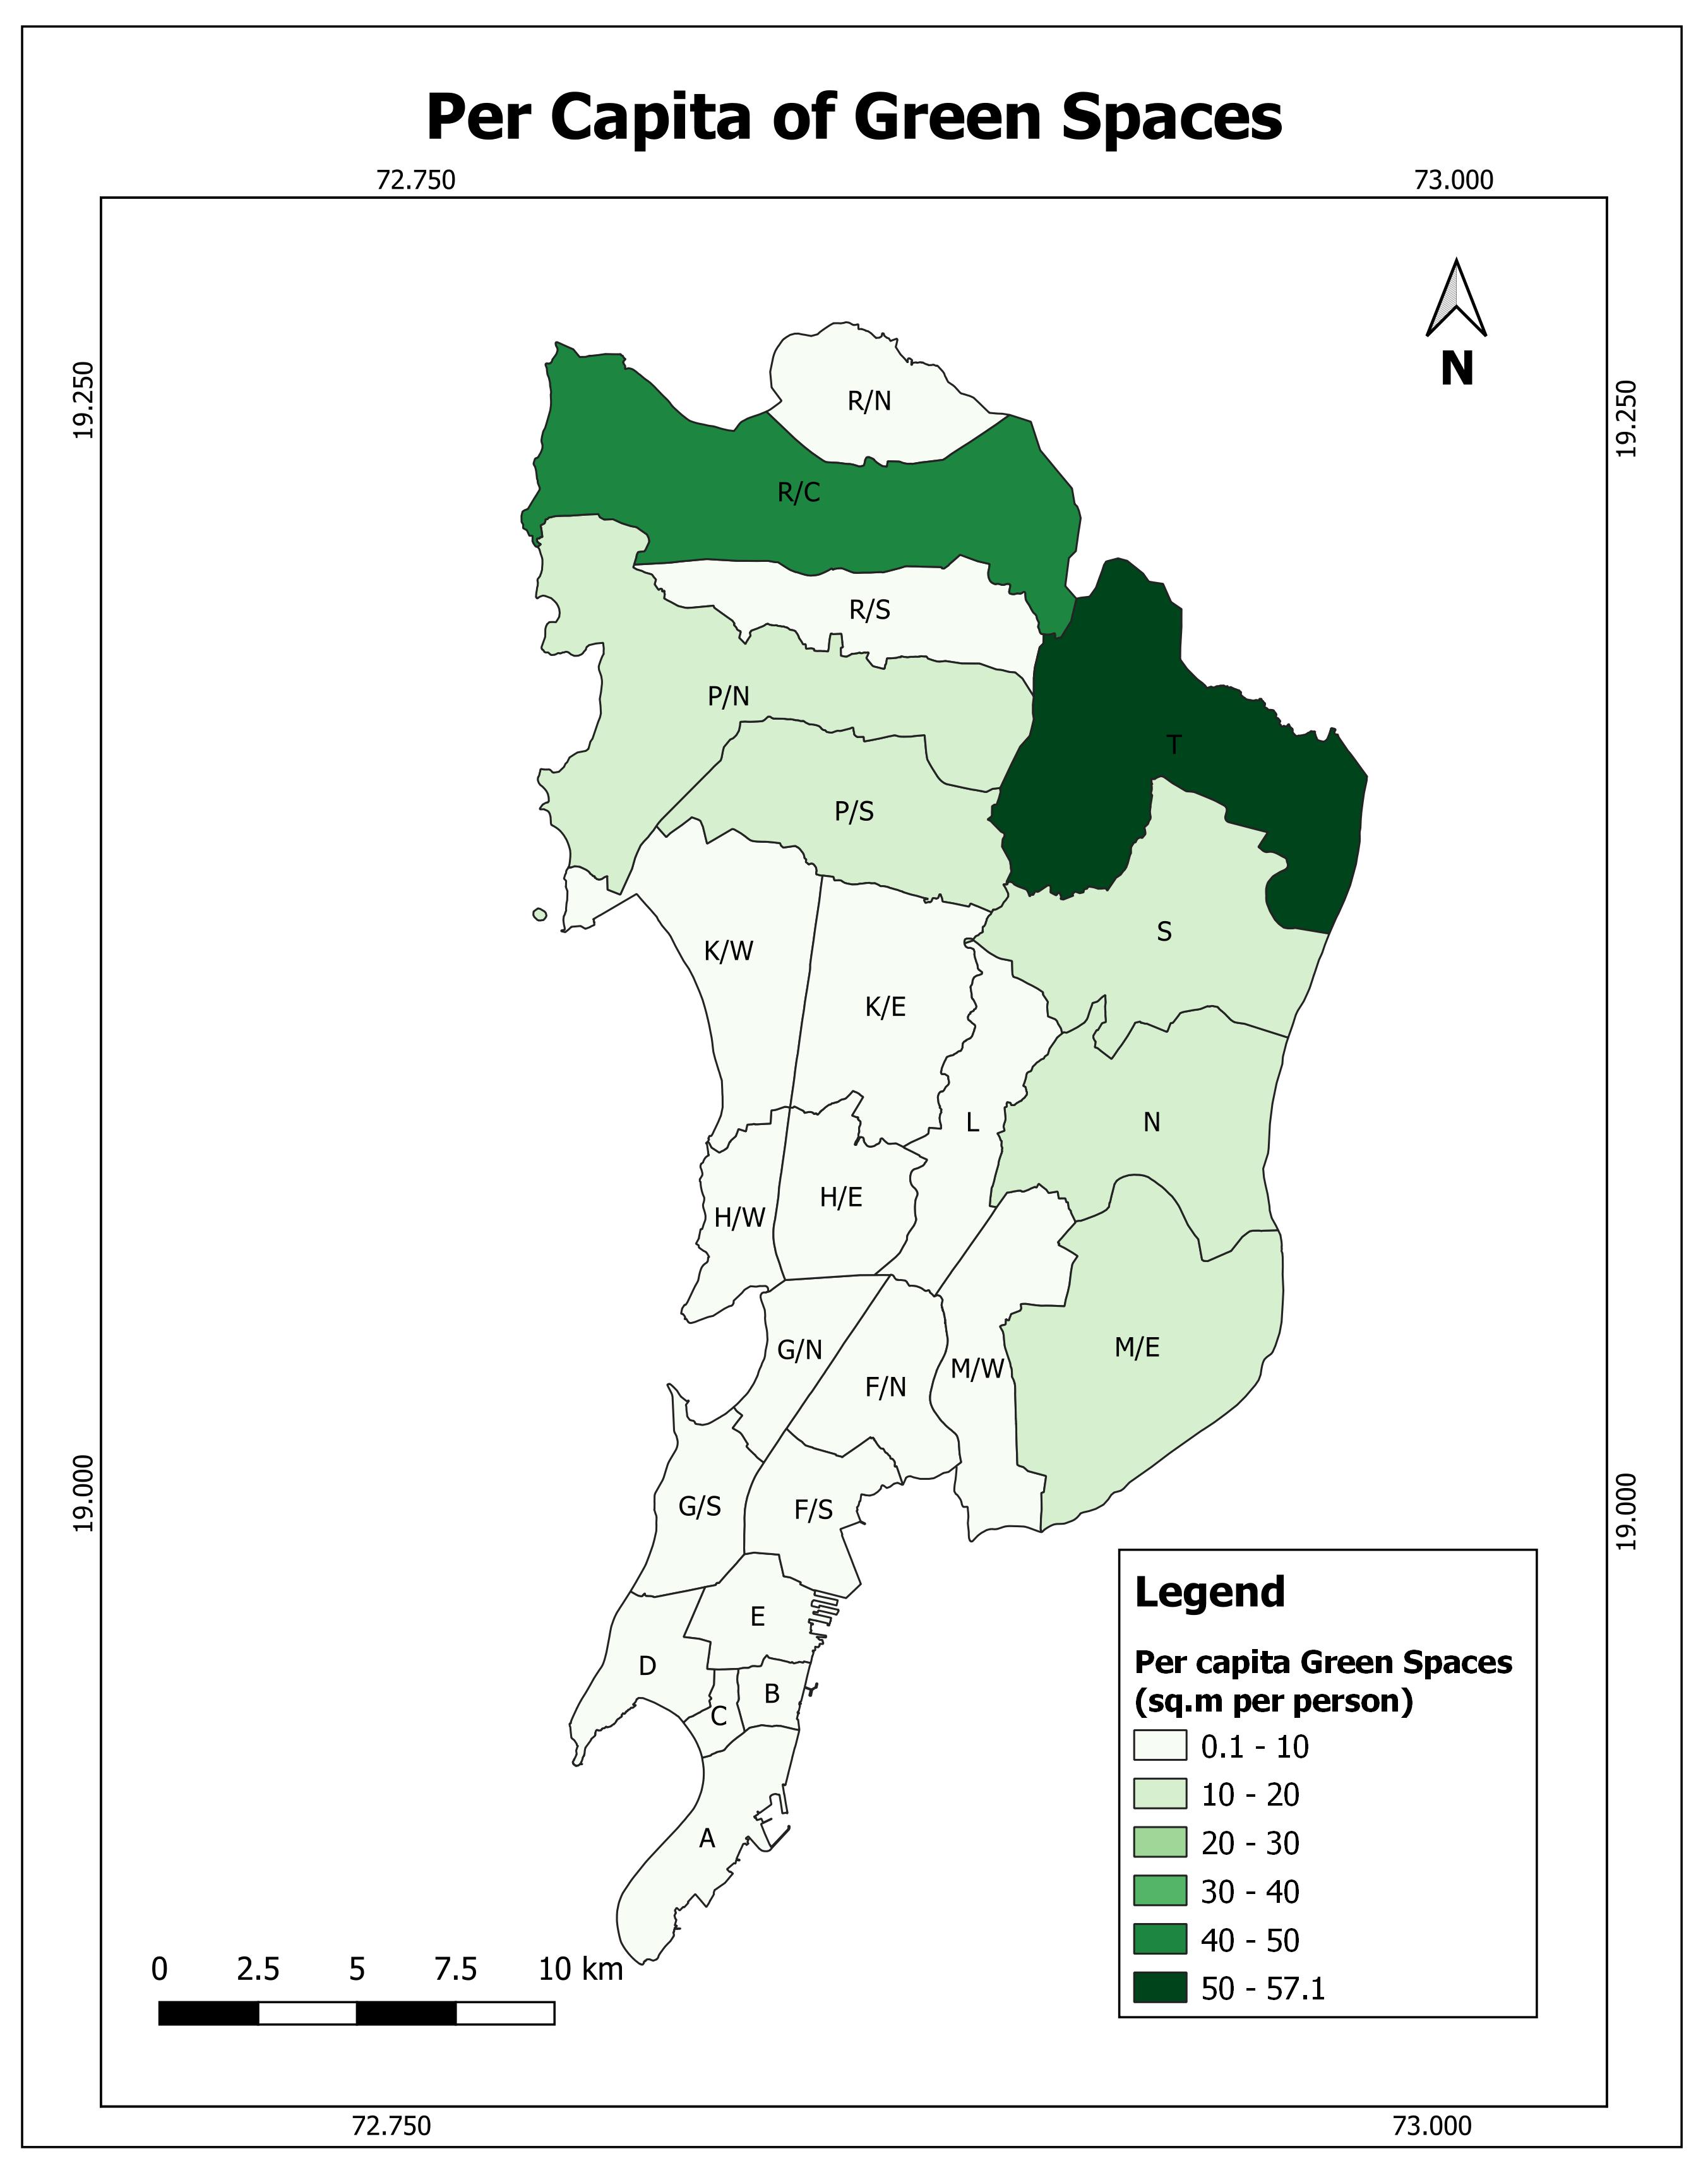 Per Capita of Green Spaces
72.750
73.000
19.250
19.250
N
R/N
R/C
R/S
P/N
T
P/S
S
K/W
K/E
L
N
H/E
H/W
M/E
G/N
M/W
F/N
G/S
F/S
19.000
19.000
E
D
B
C
A
Legend
Per capita Green Spaces
(sq.m per person)
0.1 - 10
10 - 20
20 - 30
30 - 40
40 - 50
50 - 57.1
0 2.5 5 7.5 10 km
72.750
73.000